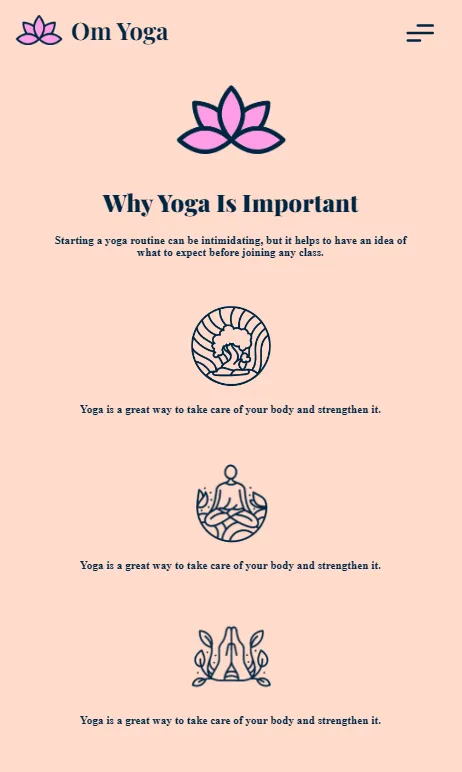 Om Yoga
Why Yoga Is Important
Starting a yoga routine can be intimidating, but it helps to have an idea of
what to expect before joining any class.
Yoga is a great way to take care of your body and strengthen it.
Yoga is a great way to take care of your body and strengthen it.
Yoga is a great way to take care of your body and strengthen it.